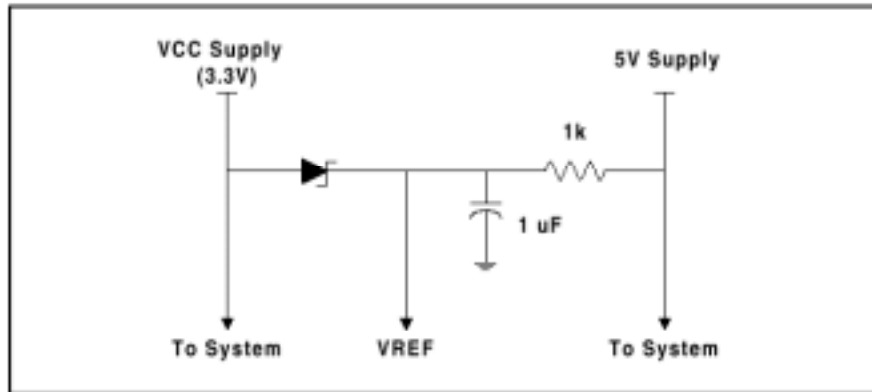 VCC Supply
(3.3V)
5V Supply
1k
1 uF
To System
VREF
To System